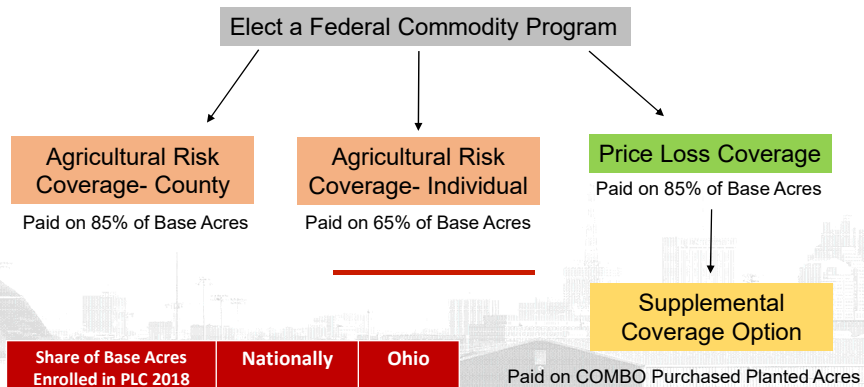 Elect a Federal Commodity Program
Agricultural Risk
Coverage- County
Paid on 85% of Base Acres
Agricultural Risk
Coverage- Individual
Paid on 65% of Base Acres
Price Loss Coverage
Paid on 85% of Base Acres
Supplemental
Coverage Option
Paid on COMBO Purchased Planted Acres
Share of Base Acres
Enrolled in PLC 2018
Nationally
Ohio